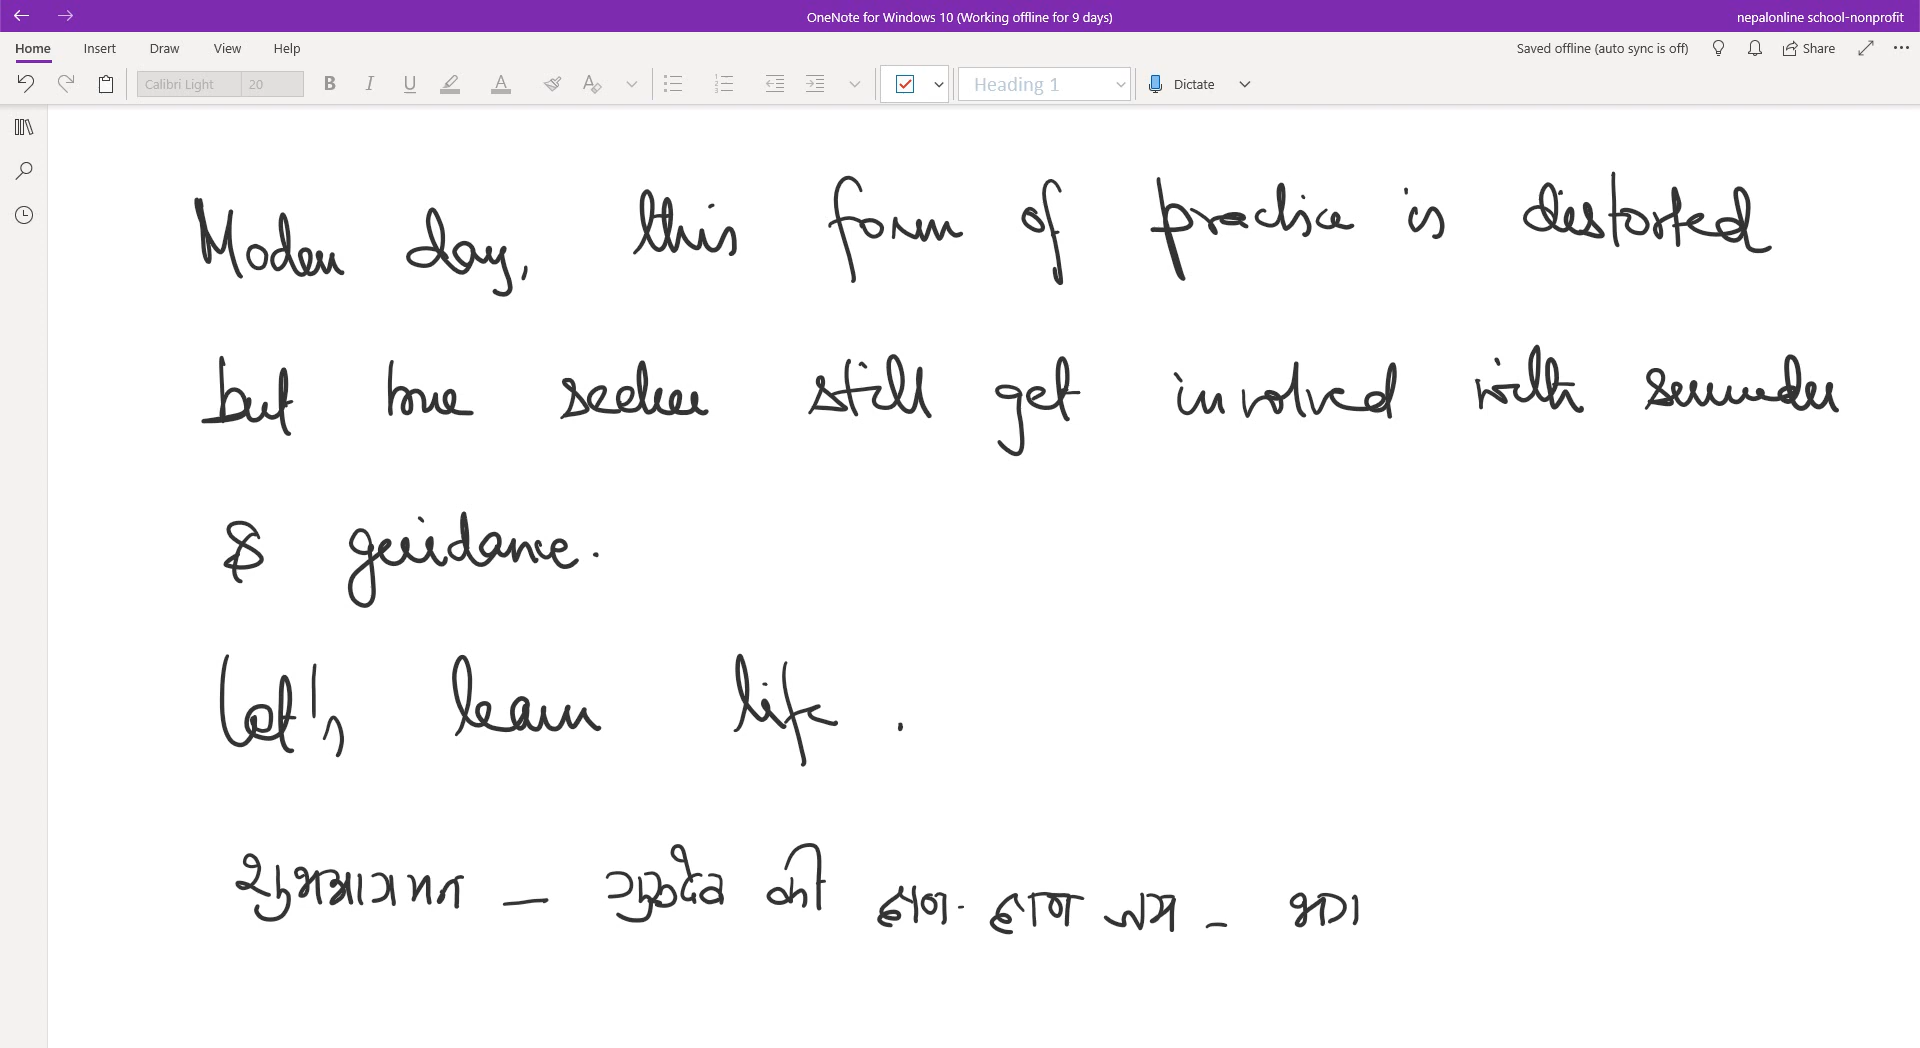 OneNote for Windows 10 (Working offline for 9 days)
nepalonline school-nonprofit
Home Insert Draw View Help
Saved offline (auto sync is off) Share
Calibri Light 20 B I U A Heading 1 Dictate
Modern day, this form of practice is distorted
but true seeker still get involved with surrender
& guidance.
Let's learn life.
गुरुदेव की